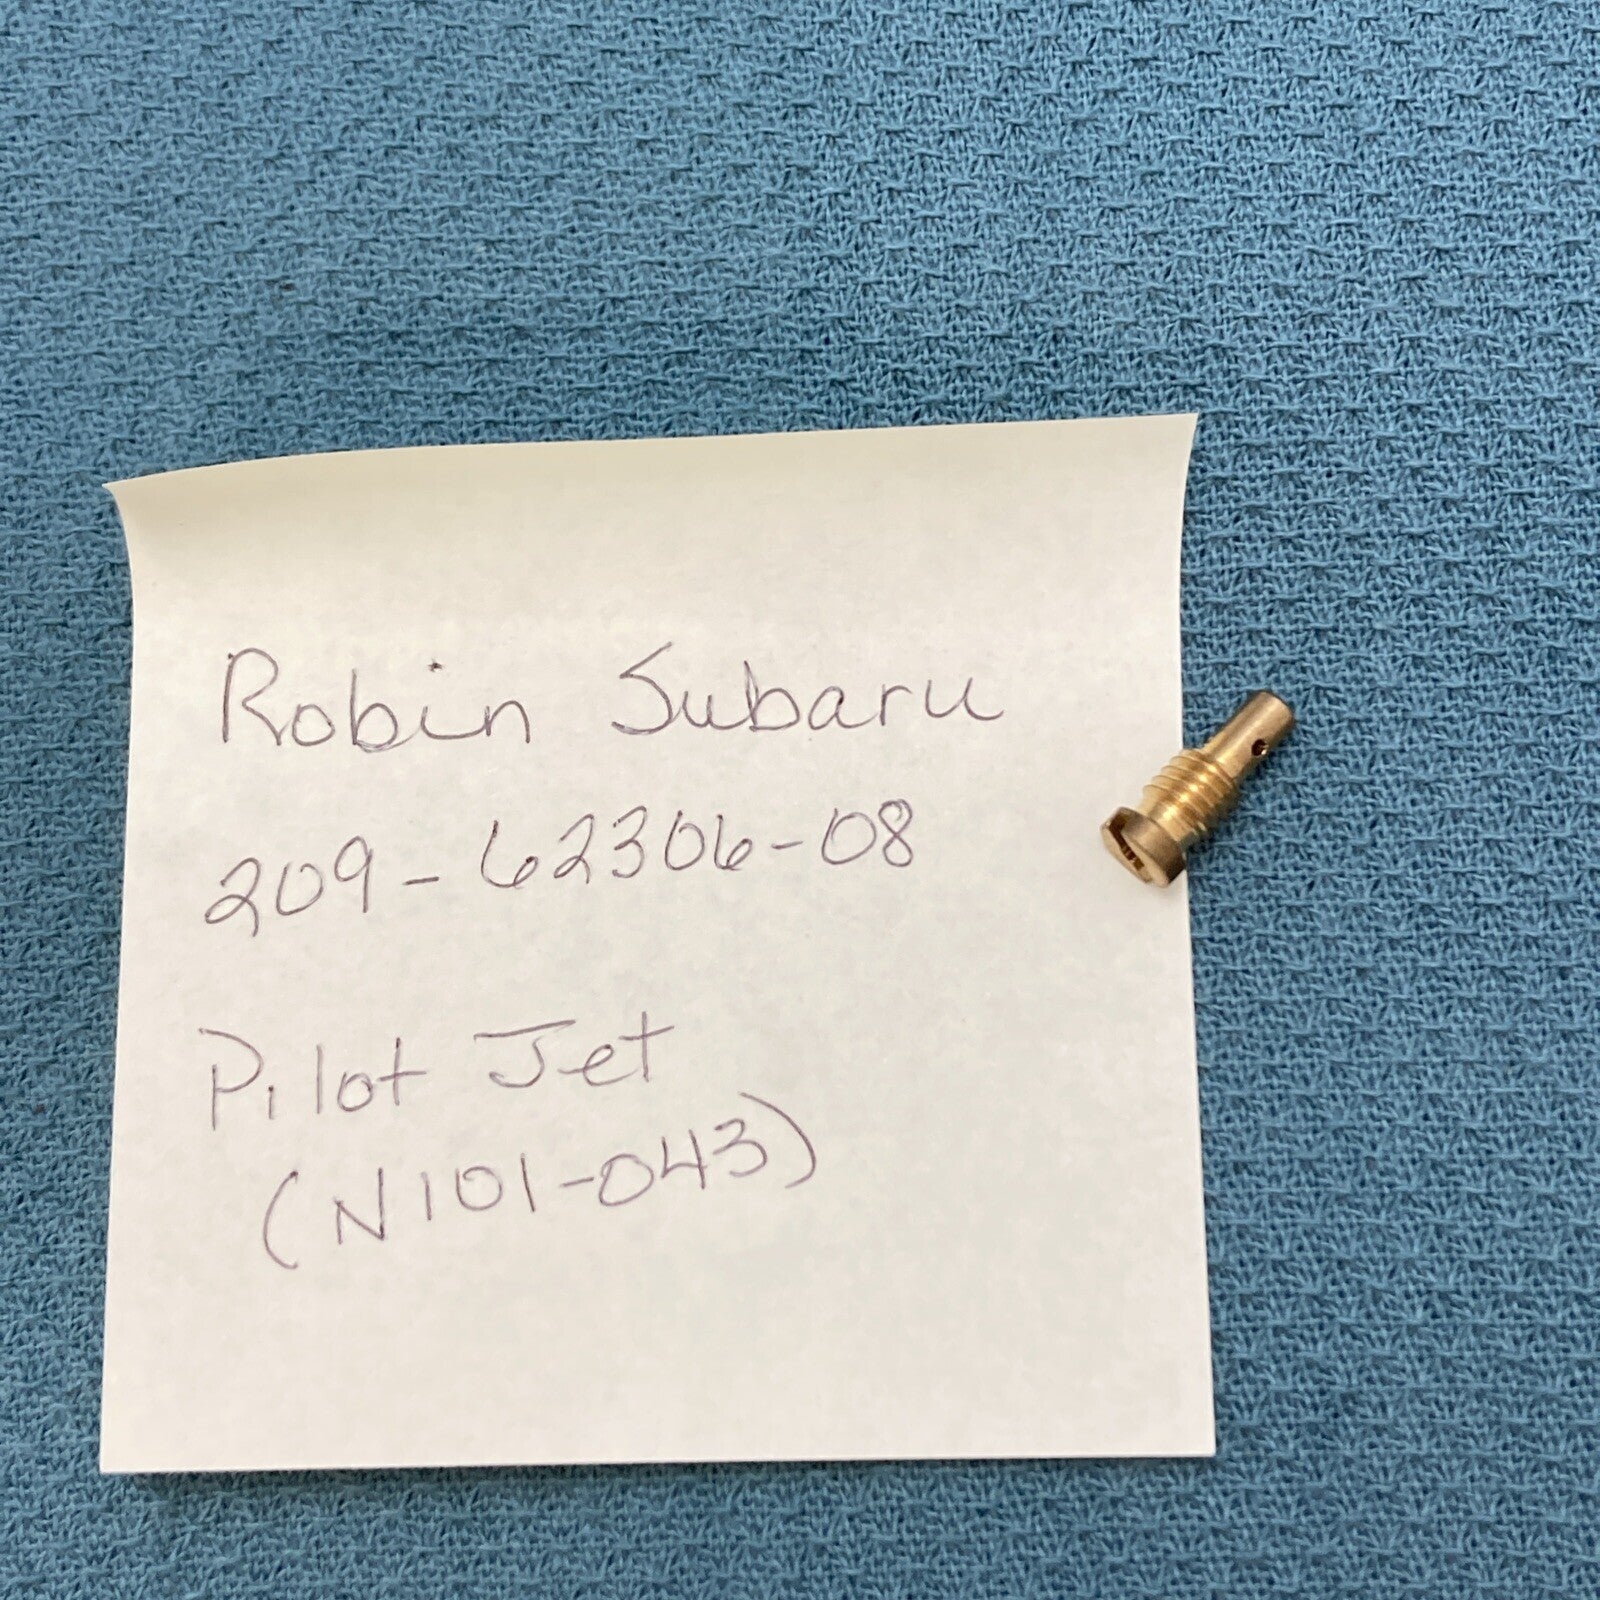 Robin Subaru
209-62306-08
Pilot Jet
(N101-043)